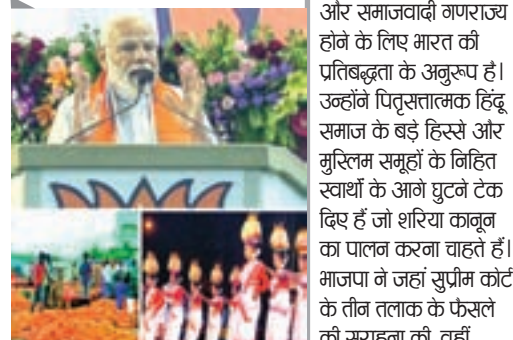 और समाजवादी गणराज्य
होने के लिए भारत की
प्रतिबद्धता के अनुरूप है।
उन्होंने पितृसत्तात्मक हिंदू
समाज के बड़े हिस्से और
मुस्लिम समूहों के निहित
स्वार्थों के आगे घुटने टेक
दिए हैं जो शरिया कानून
का पालन करना चाहते हैं।
भाजपा ने जहां सुप्रीम कोर्ट
के तीन तलाक के फैसले
की सराहना की, वहीं